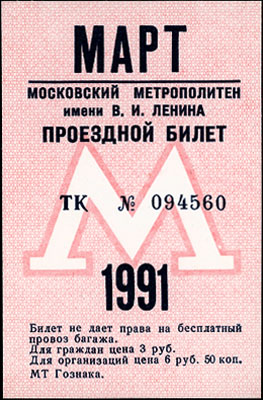 МАРТ
МОСКОВСКИЙ МЕТРОПОЛИТЕН
имени В. И. ЛЕНИНА
ПРОЕЗДНОЙ БИЛЕТ
М
ТК № 094560
1991
Билет не дает права на бесплатный
провоз багажа.
Для граждан цена 3 руб.
Для организаций цена 6 руб. 50 коп.
МТ Гознака.